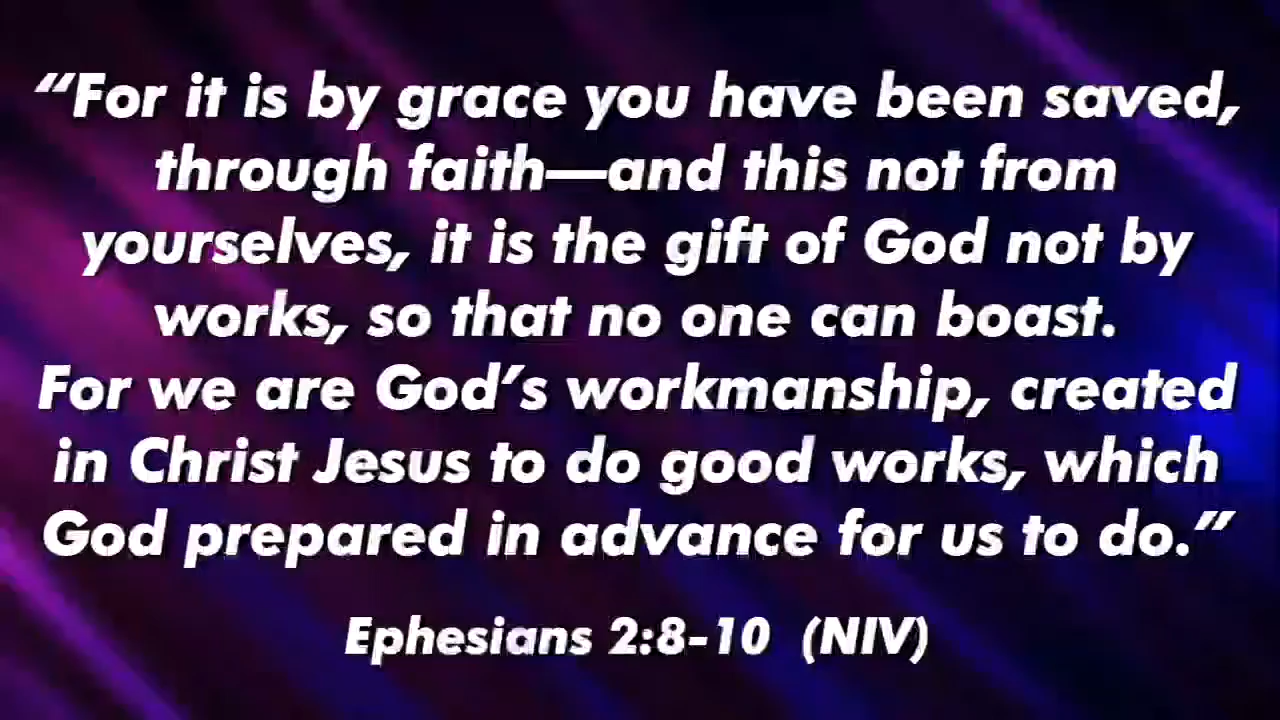 “For it is by grace you have been saved,
through faith—and this not from
yourselves, it is the gift of God not by
works, so that no one can boast.
For we are God’s workmanship, created
in Christ Jesus to do good works, which
God prepared in advance for us to do.”
Ephesians 2:8-10 (NIV)